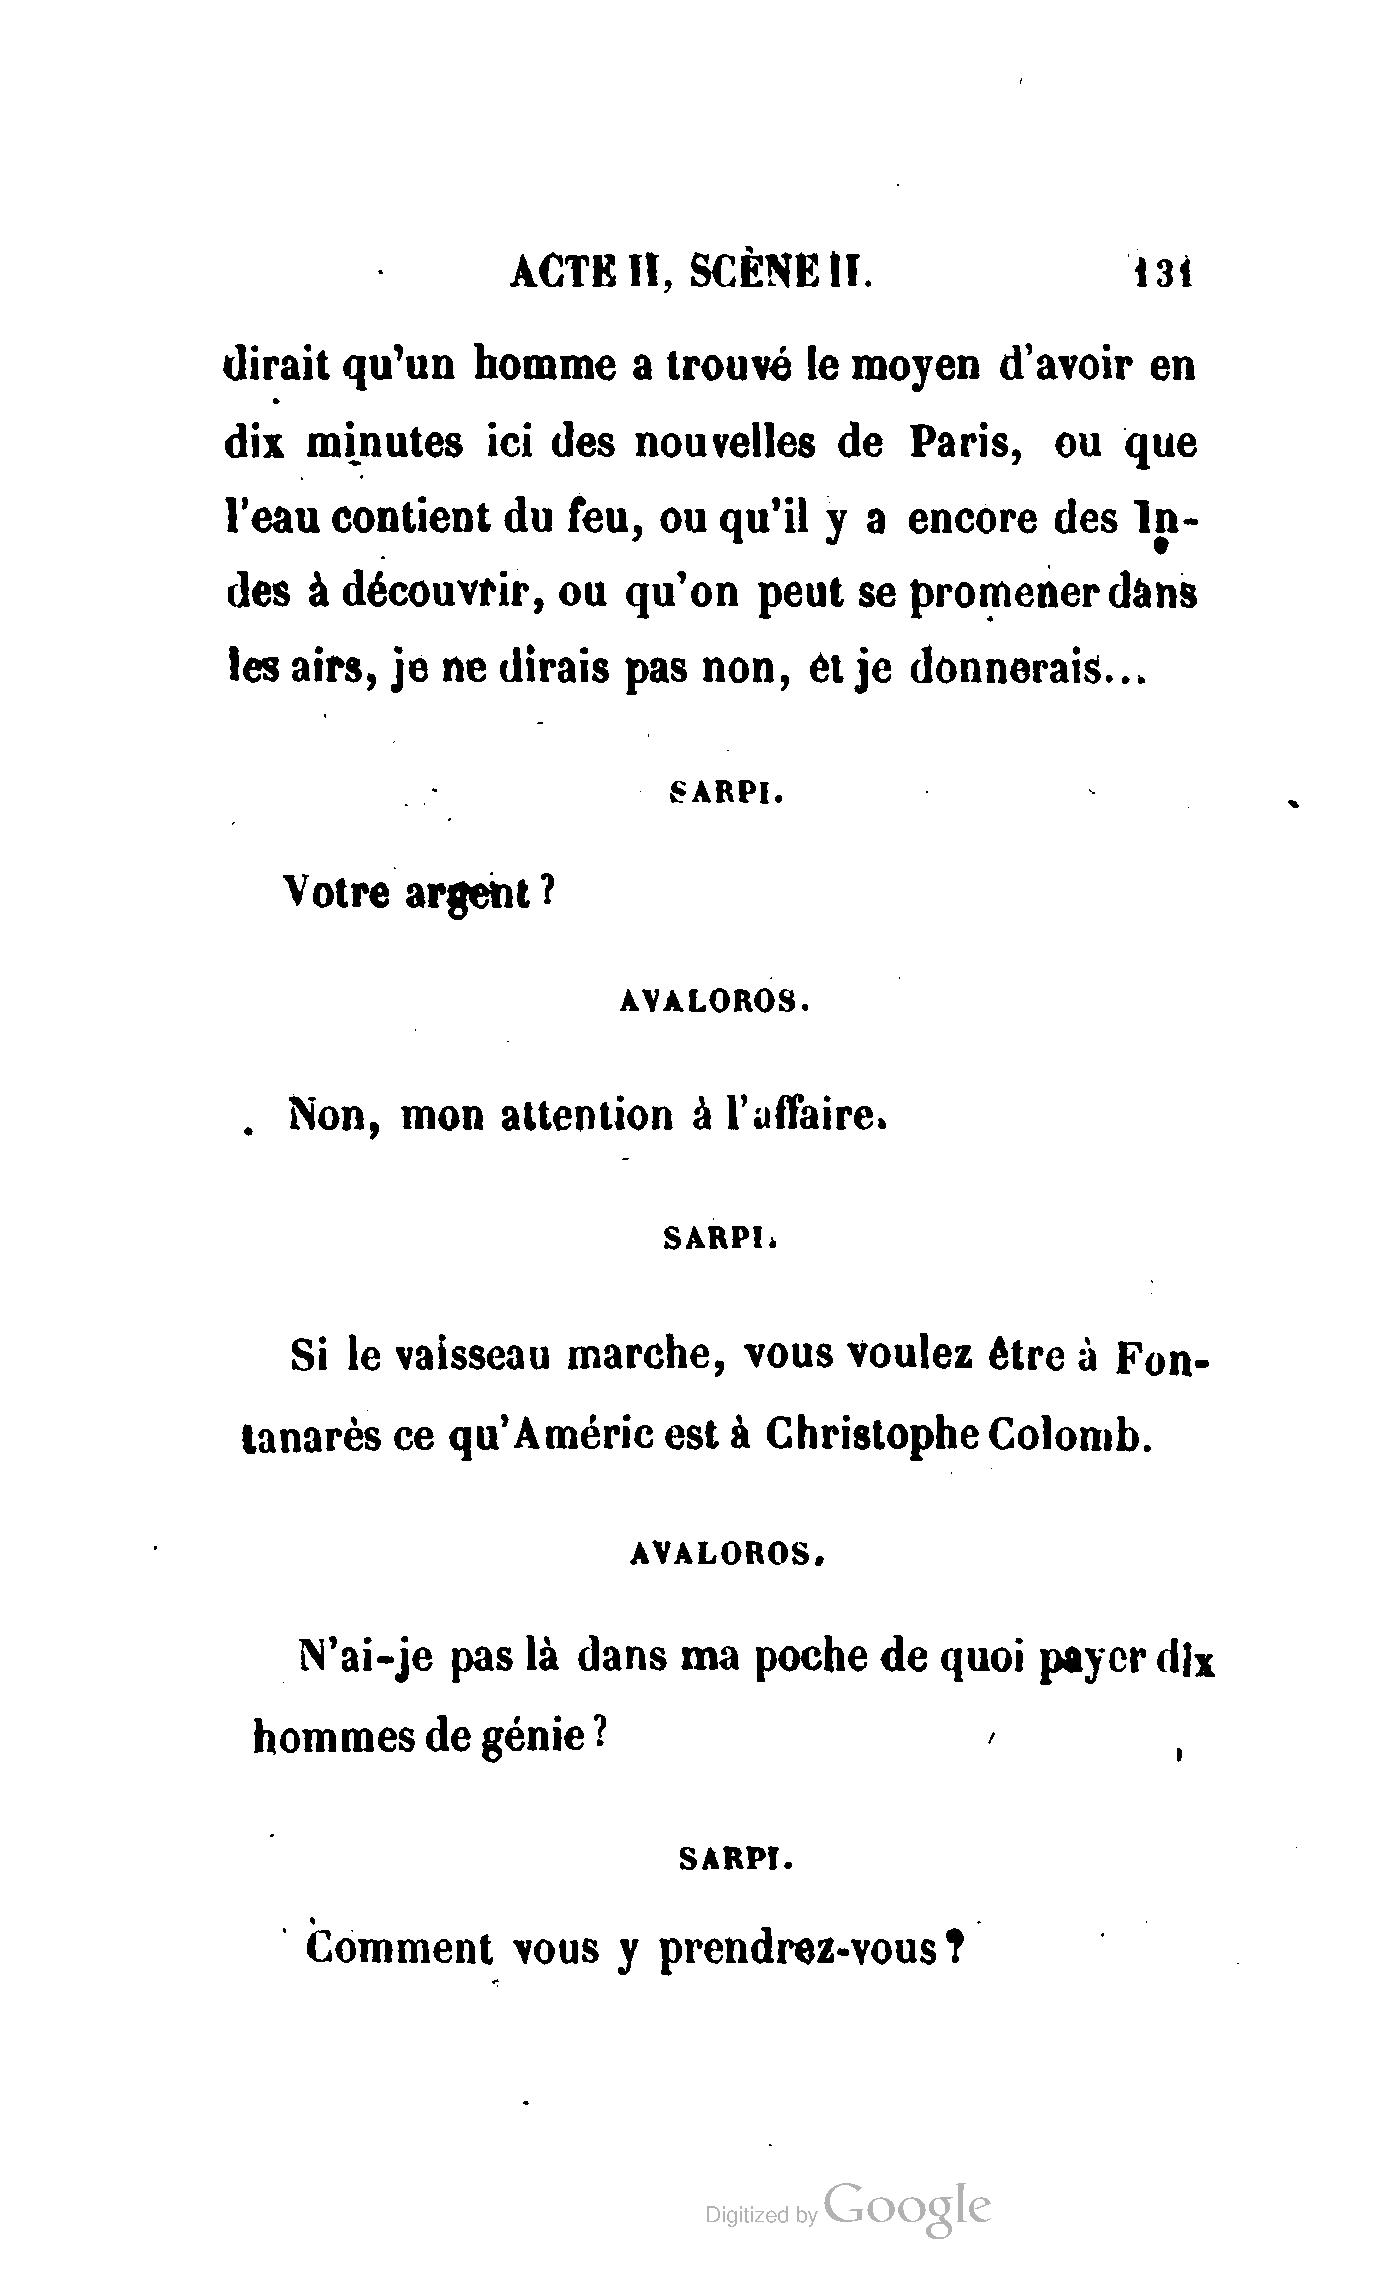 ACTE II, SCÈNE II. 131
dirait qu'un homme a trouvé le moyen d'avoir en
dix minutes ici des nouvelles de Paris, ou que
l'eau contient du feu, ou qu'il y a encore des In-
des à découvrir, ou qu'on peut se promener dans
les airs, je ne dirais pas non, et je donnerais...
SARPI.
Votre argent ?
AVALOROS.
Non, mon attention à l'affaire.
SARPI.
Si le vaisseau marche, vous voulez être à Fon-
tanarès ce qu'Améric est à Christophe Colomb.
AVALOROS.
N'ai-je pas là dans ma poche de quoi payer dix
hommes de génie ?
SARPI.
Comment vous y prendrez-vous ?
Digitized by Google